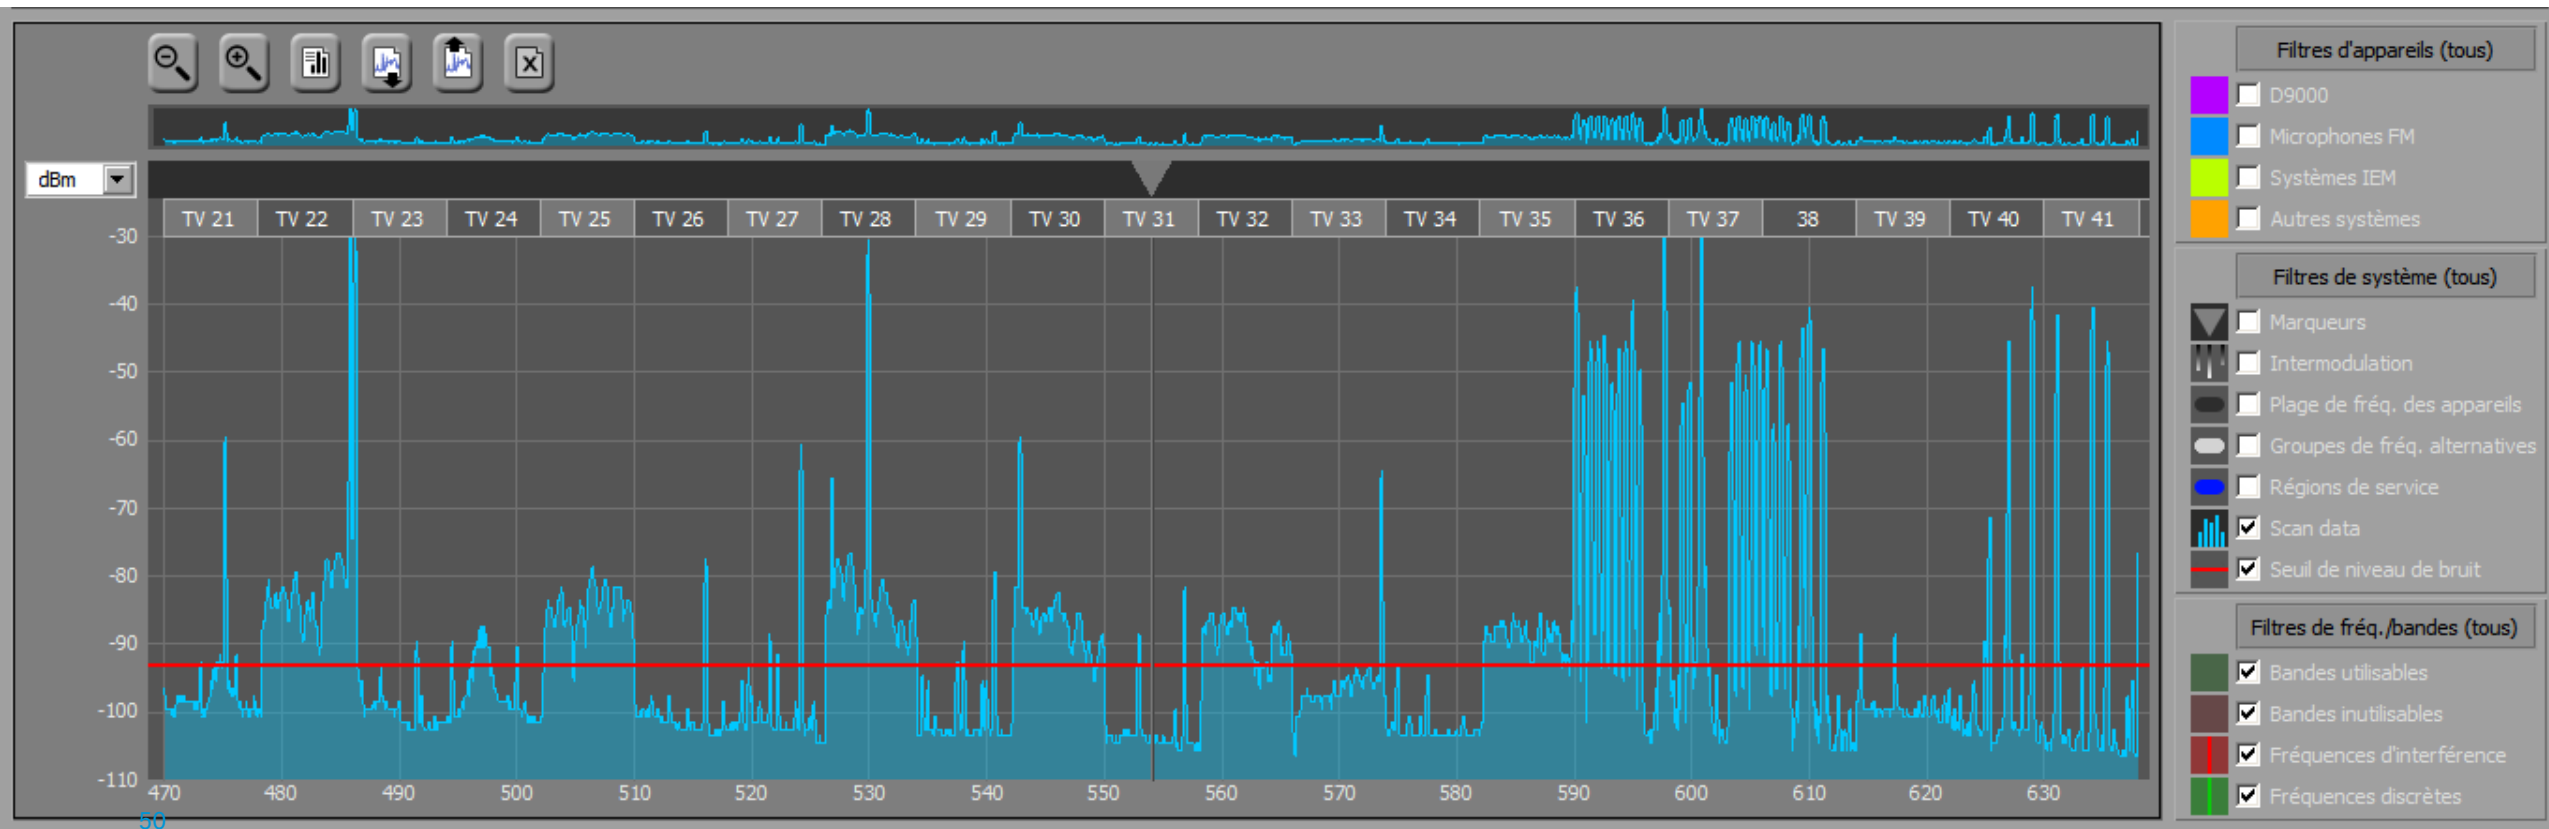 Filtres d'appareils (tous)
D9000
Microphones FM
Systèmes IEM
Autres systèmes
Filtres de système (tous)
Marqueurs
Intermodulation
Plage de fréq. des appareils
Groupes de fréq. alternatives
Régions de service
Scan data
Seuil de niveau de bruit
Filtres de fréq./bandes (tous)
Bandes utilisables
Bandes inutilisables
Fréquences d'interférence
Fréquences discrètes
dBm
TV 21 TV 22 TV 23 TV 24 TV 25 TV 26 TV 27 TV 28 TV 29 TV 30 TV 31 TV 32 TV 33 TV 34 TV 35 TV 36 TV 37 38 TV 39 TV 40 TV 41
-30
-40
-50
-60
-70
-80
-90
-100
-110
470 480 490 500 510 520 530 540 550 560 570 580 590 600 610 620 630
50